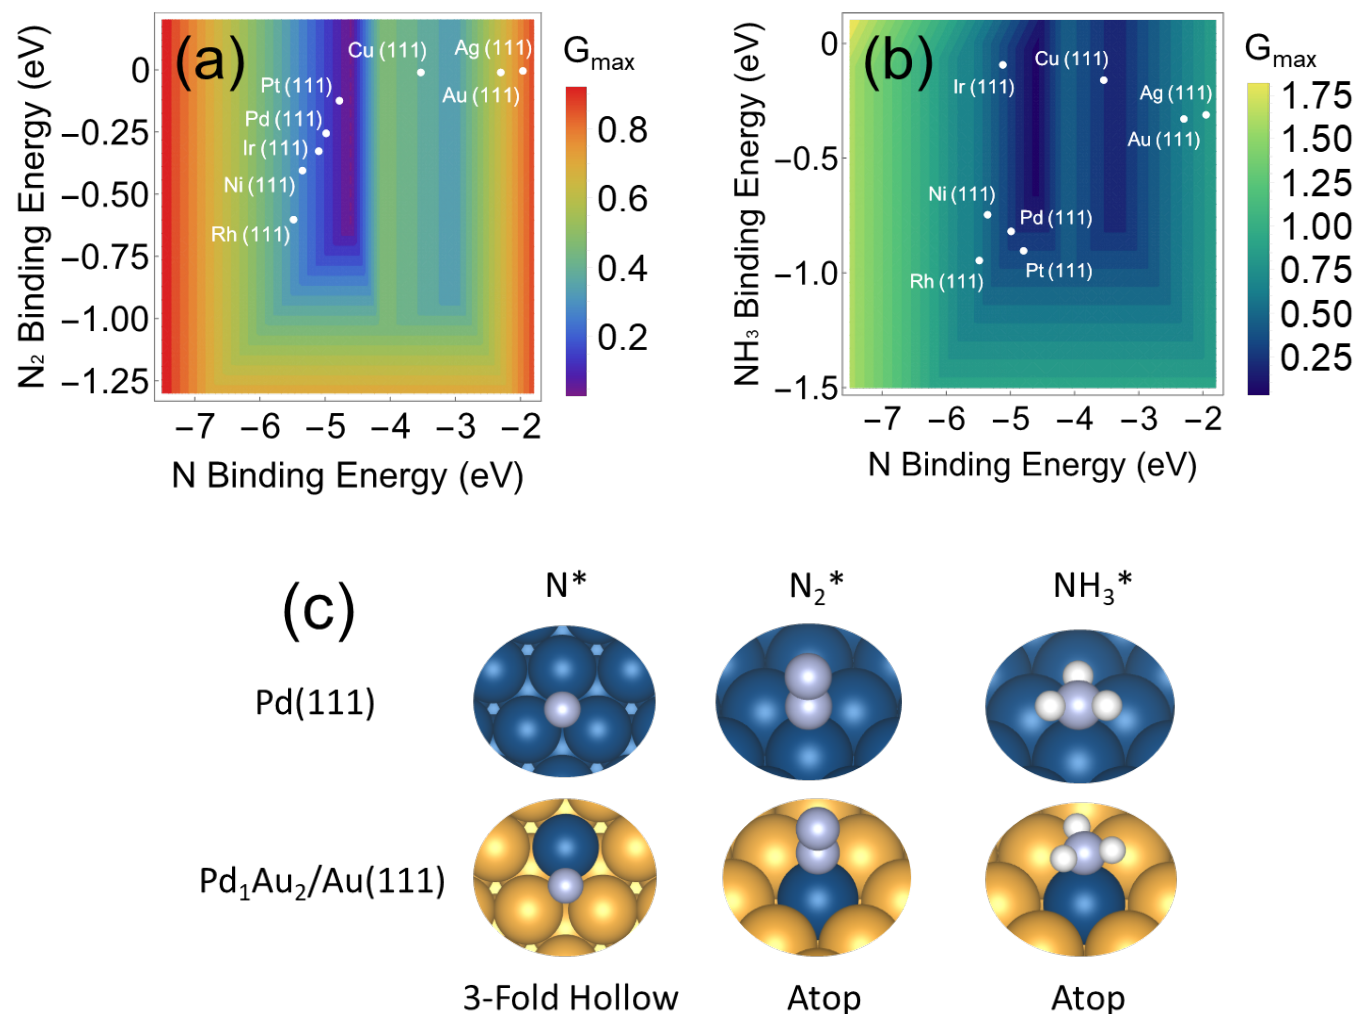 (a)
N₂ Binding Energy (eV)
0
−0.25
−0.50
−0.75
−1.00
−1.25
Cu (111)
Ag (111)
Pt (111)
Au (111)
Pd (111)
Ir (111)
Ni (111)
Rh (111)
−7 −6 −5 −4 −3 −2
N Binding Energy (eV)
Gmax
0.8
0.6
0.4
0.2
(b)
NH₃ Binding Energy (eV)
0
−0.5
−1.0
−1.5
Cu (111)
Ir (111)
Ag (111)
Au (111)
Ni (111)
Pd (111)
Rh (111)
Pt (111)
−7 −6 −5 −4 −3 −2
N Binding Energy (eV)
Gmax
1.75
1.50
1.25
1.00
0.75
0.50
0.25
(c)
N* N₂* NH₃*
Pd(111)
Pd₁Au₂/Au(111)
3-Fold Hollow Atop Atop